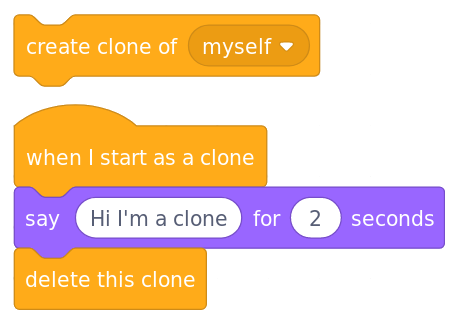 create clone of myself
when I start as a clone
say Hi I'm a clone for 2 seconds
delete this clone